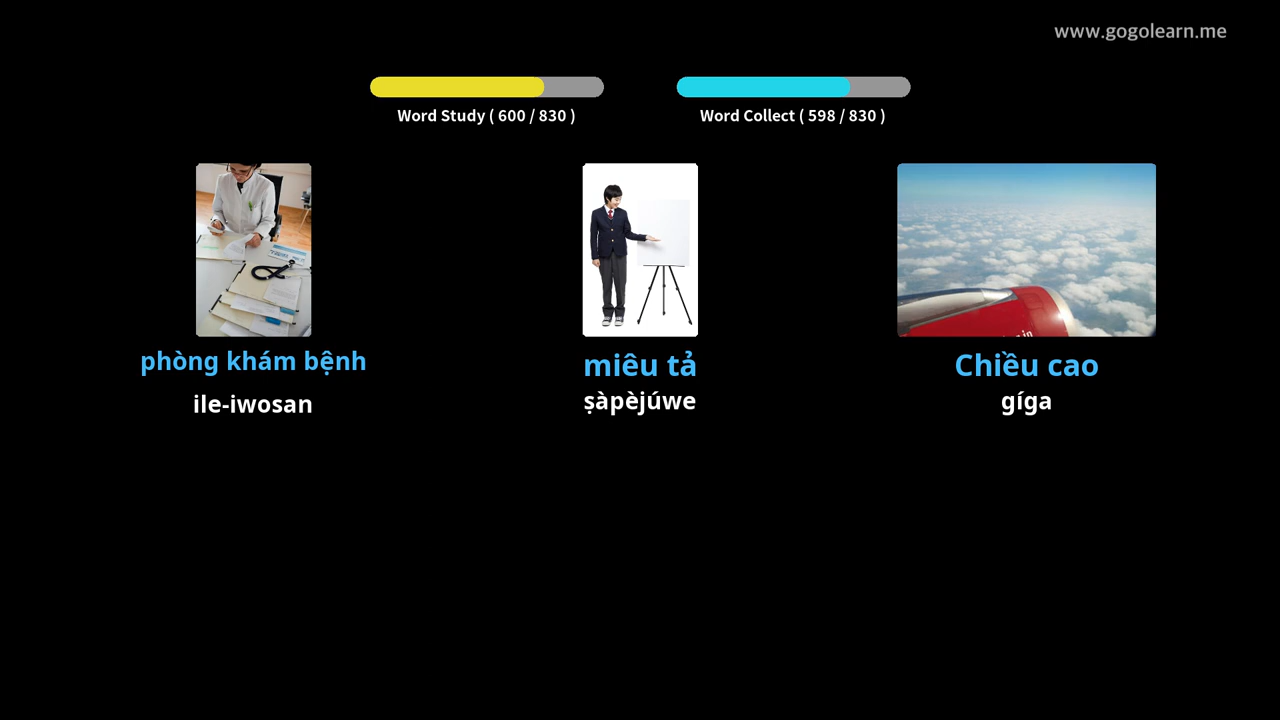 www.gogolearn.me
Word Study ( 600 / 830 )
Word Collect ( 598 / 830 )
phòng khám bệnh
ile-iwosan
miêu tả
ṣàpèjúwe
Chiều cao
gíga